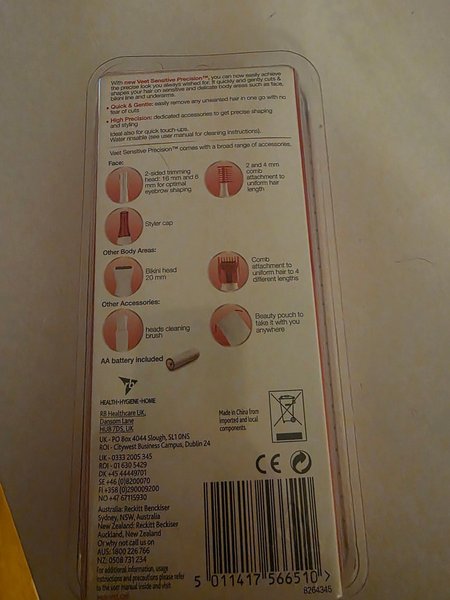 With new Veet Sensitive Precision™, you can now easily achieve
the precise look you always wished for. It quickly and gently cuts &
shapes your hair on sensitive and delicate body areas such as face,
bikini line and underarms.
• Quick & Gentle: easily remove any unwanted hair in one go with no
fear of cuts
• High Precision: dedicated accessories to get precise shaping
and styling
Ideal also for quick touch-ups.
Water rinsable (see user manual for cleaning instructions).
Veet Sensitive Precision™ comes with a broad range of accessories.
Face:
2-sided trimming
head: 16 mm and 6
mm for optimal
eyebrow shaping
2 and 4 mm
comb
attachment to
uniform hair
length
Styler cap
Other Body Areas:
Bikini head
20 mm
Comb
attachment to
uniform hair to 4
different lengths
Other Accessories:
heads cleaning
brush
Beauty pouch to
take it with you
anywhere
AA battery included
rb
HEALTH•HYGIENE•HOME
RB Healthcare UK,
Dansom Lane
HU8 7DS, UK
UK - PO Box 4044 Slough, SL1 0NS
ROI - Citywest Business Campus, Dublin 24
UK - 0333 2005 345
ROI - 01 630 5429
DK +45 44449701
SE +46 (0)8200070
FI +358 (0)290009200
NO +47 67115930
Made in China from
imported and local
components.
CE
Australia: Reckitt Benckiser
Sydney, NSW, Australia
New Zealand: Reckitt Benckiser
Auckland, New Zealand
Or why not call us on
AUS: 1800 226 766
NZ: 0508 731 234
For additional information, usage
instructions and precautions please refer
to the user manual inside and visit
5 011417 566510 >
8264345